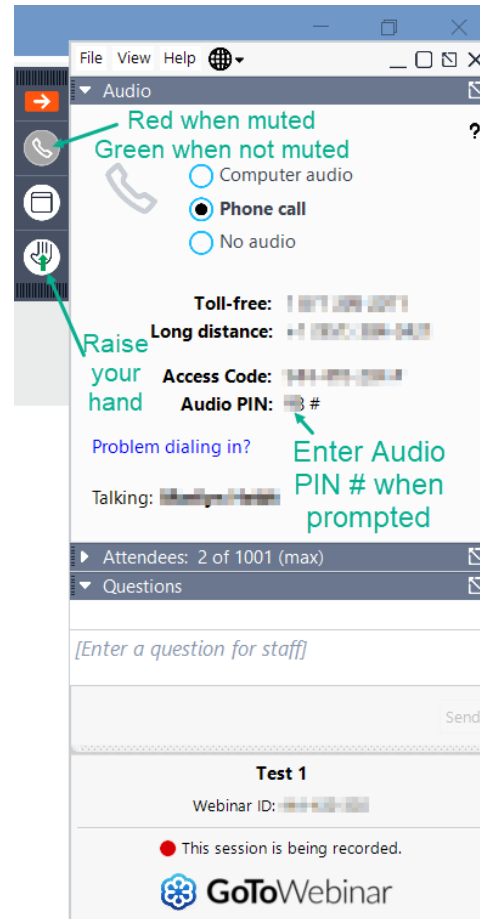 File View Help
Audio
Red when muted
Green when not muted
?
Computer audio
Phone call
No audio
Toll-free:
Long distance:
Raise
your
hand
Access Code:
Audio PIN: #
Problem dialing in?
Enter Audio
PIN # when
prompted
Talking:
Attendees: 2 of 1001 (max)
Questions
[Enter a question for staff]
Send
Test 1
Webinar ID:
This session is being recorded.
GoToWebinar